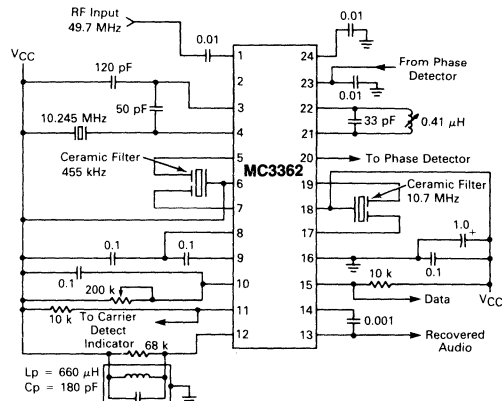 RF Input
49.7 MHz
0.01
VCC
120 pF
50 pF
10.245 MHz
Ceramic Filter
455 kHz
0.1
0.1
0.1
200 k
10 k
To Carrier
Detect
Indicator
68 k
Lp = 660 μH
Cp = 180 pF
1
2
3
4
5
6
7
8
9
10
11
12
MC3362
24
23
22
21
20
19
18
17
16
15
14
13
0.01
From Phase
Detector
0.01
33 pF
0.41 μH
To Phase Detector
Ceramic Filter
10.7 MHz
1.0
+
0.1
10 k
VCC
Data
0.001
Recovered
Audio